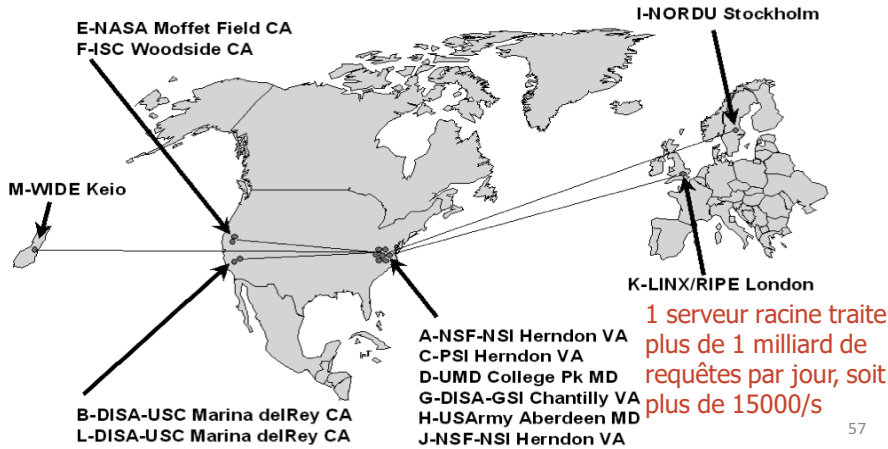 E-NASA Moffet Field CA
F-ISC Woodside CA
I-NORDU Stockholm
M-WIDE Keio
K-LINX/RIPE London
A-NSF-NSI Herndon VA
C-PSI Herndon VA
D-UMD College Pk MD
G-DISA-GSI Chantilly VA
H-USArmy Aberdeen MD
J-NSF-NSI Herndon VA
B-DISA-USC Marina delRey CA
L-DISA-USC Marina delRey CA
1 serveur racine traite
plus de 1 milliard de
requêtes par jour, soit
plus de 15000/s
57